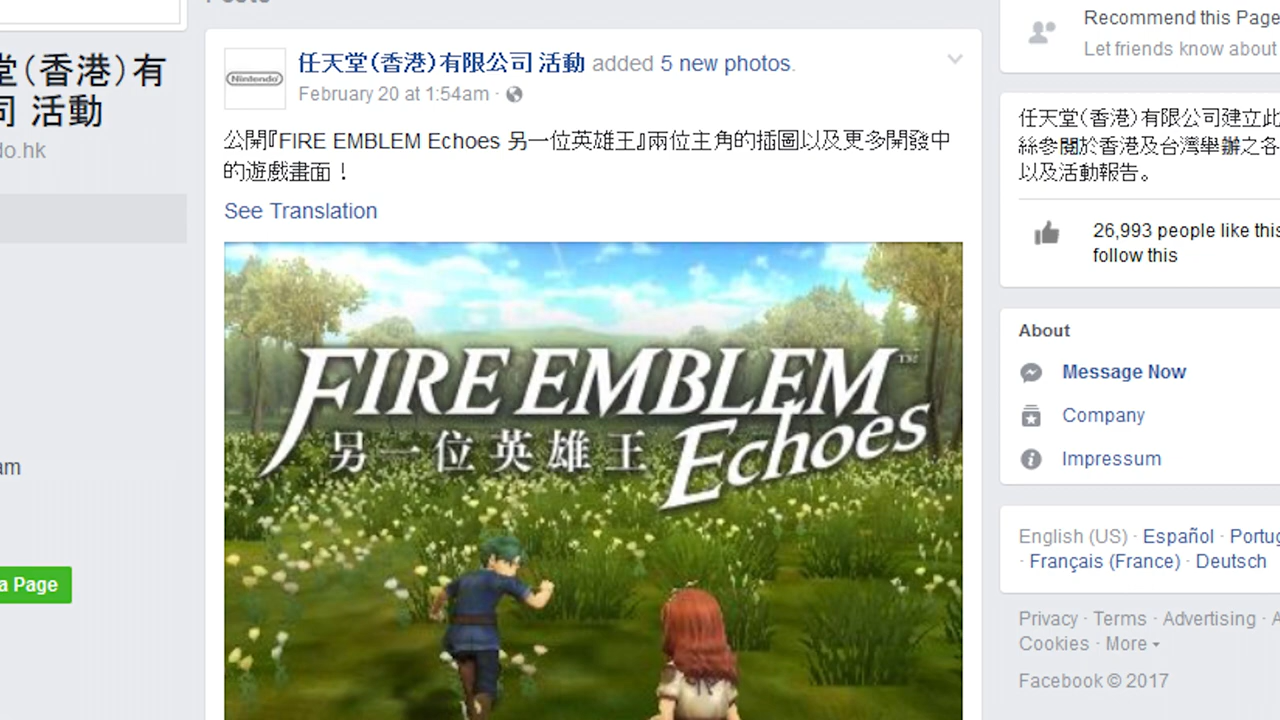 Posts
堂(香港)有
司 活動
do.hk
am
a Page
Nintendo
任天堂(香港)有限公司 活動 added 5 new photos.
February 20 at 1:54am ·
公開『FIRE EMBLEM Echoes 另一位英雄王』兩位主角的插圖以及更多開發中
的遊戲畫面！
See Translation
FIRE EMBLEM™
另一位英雄王 Echoes
Recommend this Page
Let friends know about
任天堂(香港)有限公司建立此
絲參關於香港及台灣舉辦之各
以及活動報告。
26,993 people like this
follow this
About
Message Now
Company
Impressum
English (US) · Español · Portug
· Français (France) · Deutsch
Privacy · Terms · Advertising · A
Cookies · More
Facebook © 2017